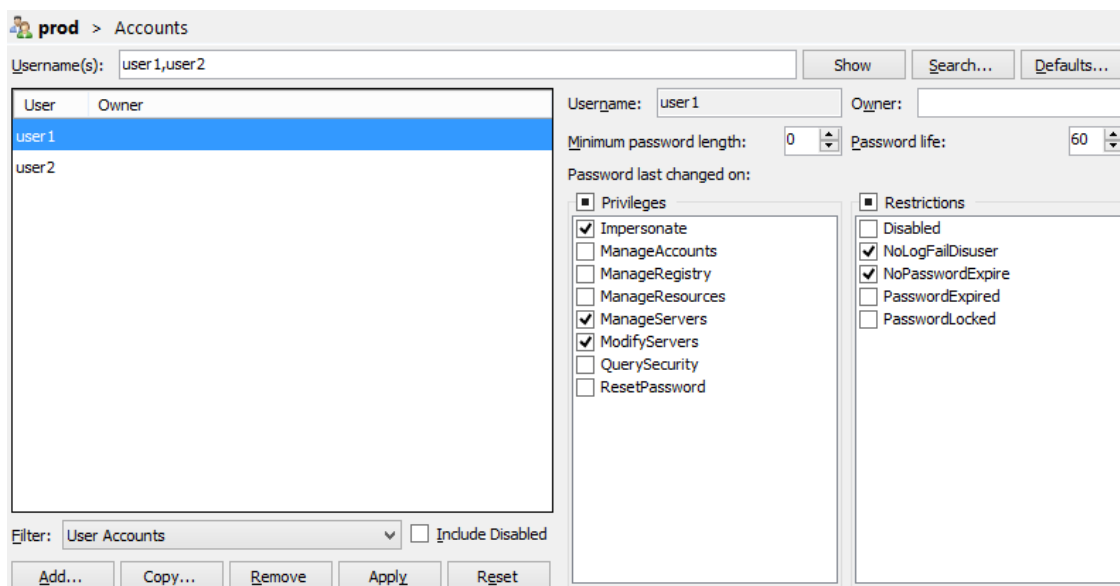 prod > Accounts
Username(s): user1,user2 Show Search... Defaults...
User Owner
user1
user2
Filter: User Accounts Include Disabled
Add... Copy... Remove Apply Reset
Username: user1 Owner:
Minimum password length: 0 Password life: 60
Password last changed on:
Privileges
Impersonate
ManageAccounts
ManageRegistry
ManageResources
ManageServers
ModifyServers
QuerySecurity
ResetPassword
Restrictions
Disabled
NoLogFailDisuser
NoPasswordExpire
PasswordExpired
PasswordLocked